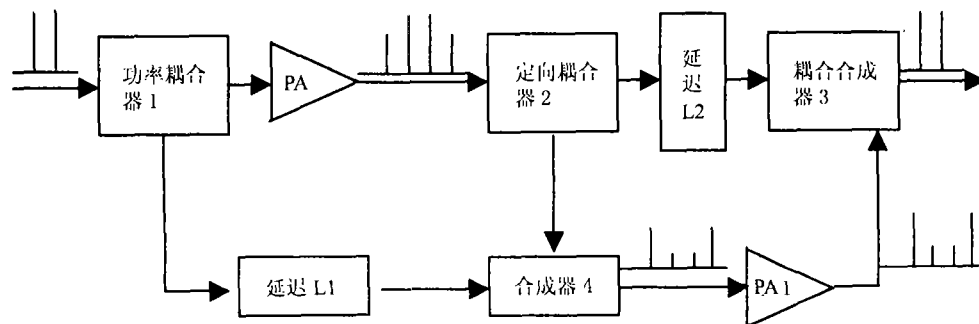 功率耦合
器 1
PA
定向耦合
器 2
延
迟
L2
耦合合成
器 3
延迟 L1
合成器 4
PA 1